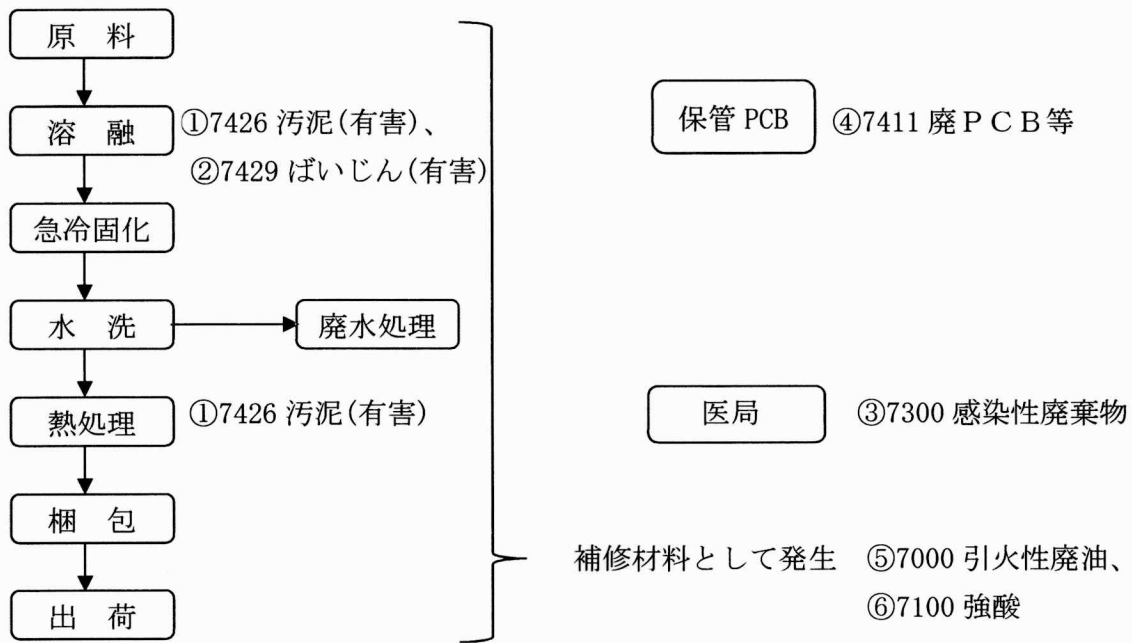 原　料
溶　融
①7426 汚泥(有害)、
②7429 ばいじん(有害)
急冷固化
水　洗
廃水処理
熱処理
①7426 汚泥(有害)
梱　包
出　荷
保管 PCB
④7411 廃ＰＣＢ等
医局
③7300 感染性廃棄物
補修材料として発生　⑤7000 引火性廃油、
⑥7100 強酸